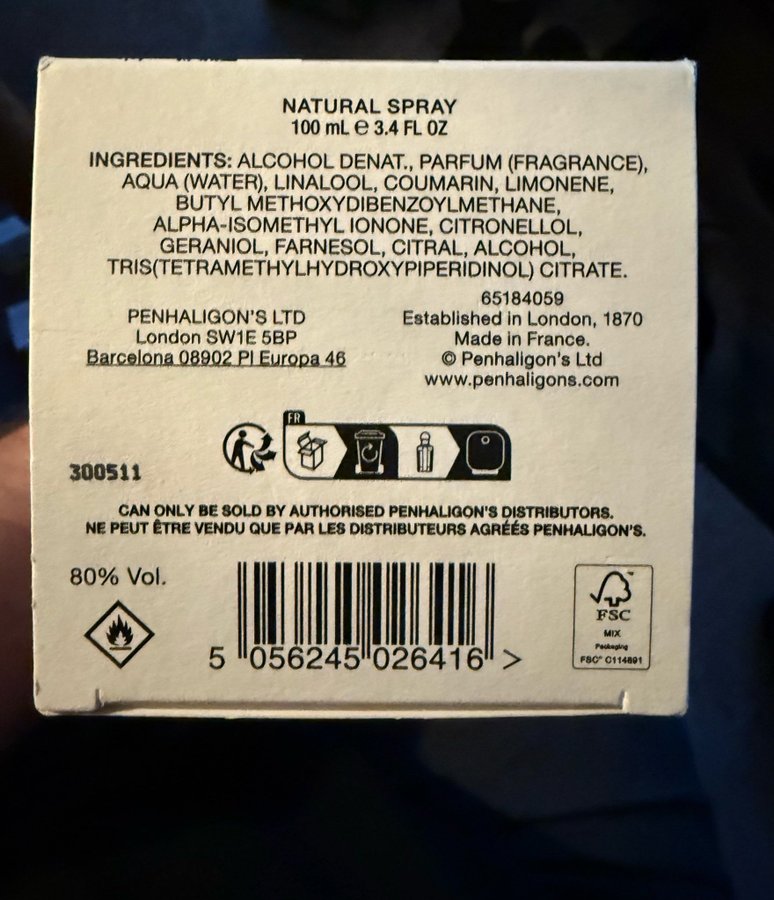 NATURAL SPRAY
100 mL ℮ 3.4 FL OZ
INGREDIENTS: ALCOHOL DENAT., PARFUM (FRAGRANCE),
AQUA (WATER), LINALOOL, COUMARIN, LIMONENE,
BUTYL METHOXYDIBENZOYLMETHANE,
ALPHA-ISOMETHYL IONONE, CITRONELLOL,
GERANIOL, FARNESOL, CITRAL, ALCOHOL,
TRIS(TETRAMETHYLHYDROXYPIPERIDINOL) CITRATE.
PENHALIGON'S LTD
London SW1E 5BP
Barcelona 08902 Pl Europa 46
65184059
Established in London, 1870
Made in France.
© Penhaligon's Ltd
www.penhaligons.com
FR
300511
CAN ONLY BE SOLD BY AUTHORISED PENHALIGON'S DISTRIBUTORS.
NE PEUT ÊTRE VENDU QUE PAR LES DISTRIBUTEURS AGRÉÉS PENHALIGON'S.
80% Vol.
5 056245 026416 >
FSC
MIX
Packaging
FSC® C114891